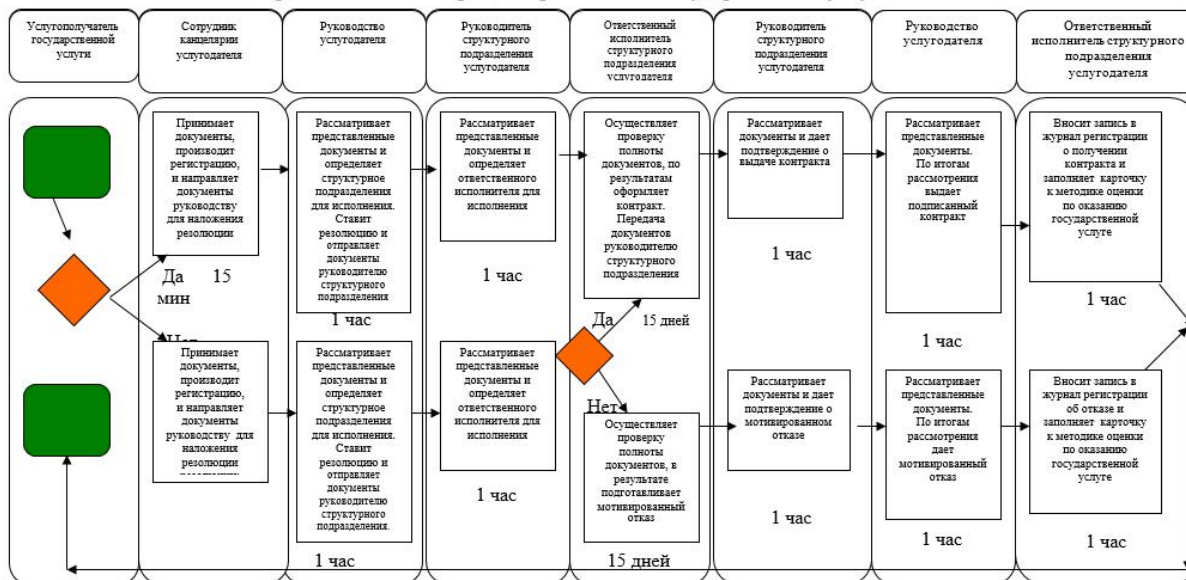 Услугополучатель
государственной
услуги
Сотрудник
канцелярии
услугодателя
Руководство
услугодателя
Руководитель
структурного
подразделения
услугодателя
Ответственный
исполнитель
структурного
подразделения
услугодателя
Руководитель
структурного
подразделения
услугодателя
Руководство
услугодателя
Ответственный
исполнитель структурного
подразделения
услугодателя
Принимает
документы,
производит
регистрацию,
и направляет
документы
руководству
для наложения
резолюции
Да 15
мин
Рассматривает
представленные
документы и
определяет
структурное
подразделения
для исполнения.
Ставит
резолюцию и
отправляет
документы
руководителю
структурного
подразделения
1 час
Рассматривает
представленные
документы и
определяет
ответственного
исполнителя для
исполнения
1 час
Осуществляет
проверку
полноты
документов, по
результатам
оформляет
контракт.
Передача
документов
руководителю
структурного
подразделения
Да 15 дней
Рассматривает
документы и дает
подтверждение о
выдаче контракта
1 час
Рассматривает
представленные
документы.
По итогам
рассмотрения
выдает
подписанный
контракт
1 час
Вносит запись в
журнал регистрации
о получении
контракта и
заполняет карточку
к методике оценки
по оказанию
государственной
услуге
1 час
Нет
Принимает
документы,
производит
регистрацию,
и направляет
документы
руководству для
наложения
резолюции
Рассматривает
представленные
документы и
определяет
структурное
подразделения
для исполнения.
Ставит
резолюцию и
отправляет
документы
руководителю
структурного
подразделения.
1 час
Рассматривает
представленные
документы и
определяет
ответственного
исполнителя для
исполнения
1 час
Нет
Осуществляет
проверку
полноты
документов, в
результате
подготавливает
мотивированный
отказ
15 дней
Рассматривает
документы и дает
подтверждение о
мотивированном
отказе
1 час
Рассматривает
представленные
документы.
По итогам
рассмотрения
дает
мотивированный
отказ
1 час
Вносит запись в
журнал регистрации
об отказе и
заполняет карточку
к методике оценки
по оказанию
государственной
услуге
1 час